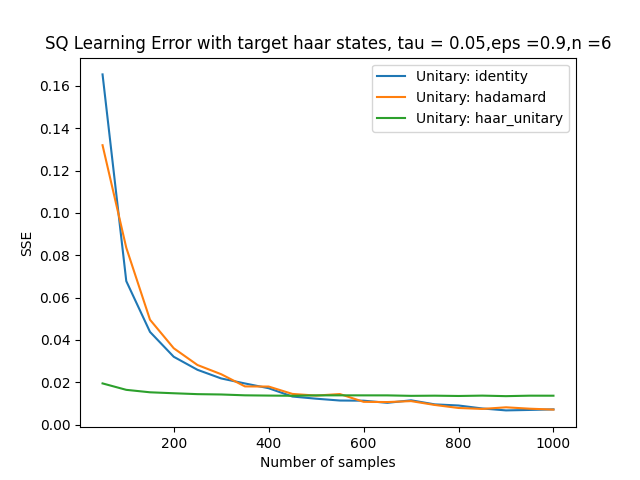 SQ Learning Error with target haar states, tau = 0.05,eps =0.9,n =6
Unitary: identity
Unitary: hadamard
Unitary: haar_unitary
SSE
0.16
0.14
0.12
0.10
0.08
0.06
0.04
0.02
0.00
200 400 600 800 1000
Number of samples